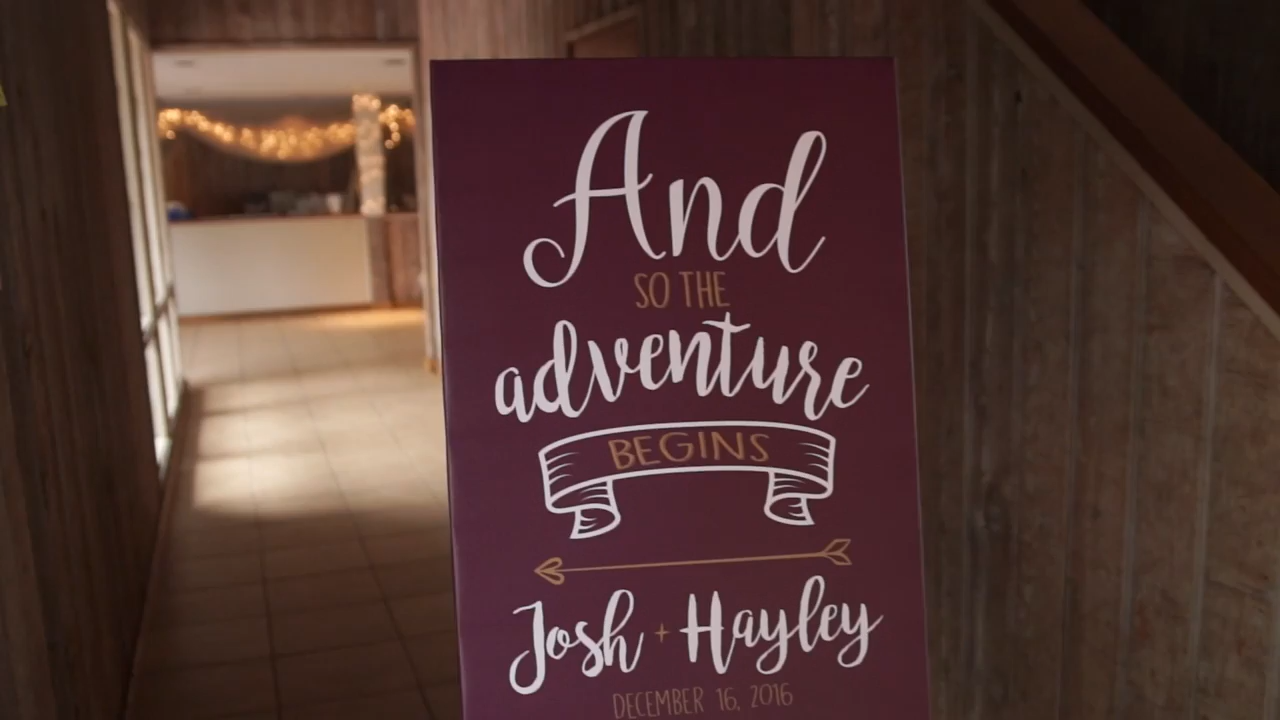 And
SO THE
adventure
BEGINS
Josh + Hayley
DECEMBER 16, 2016